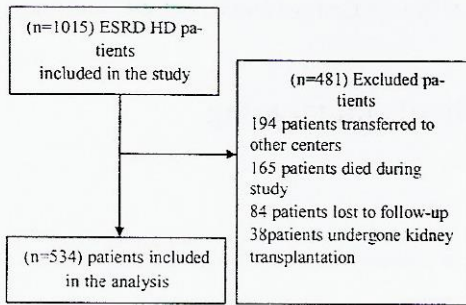 (n=1015) ESRD HD pa-
tients
included in the study
(n=481) Excluded pa-
tients
194 patients transferred to
other centers
165 patients died during
study
84 patients lost to follow-up
38patients undergone kidney
transplantation
(n=534) patients included
in the analysis